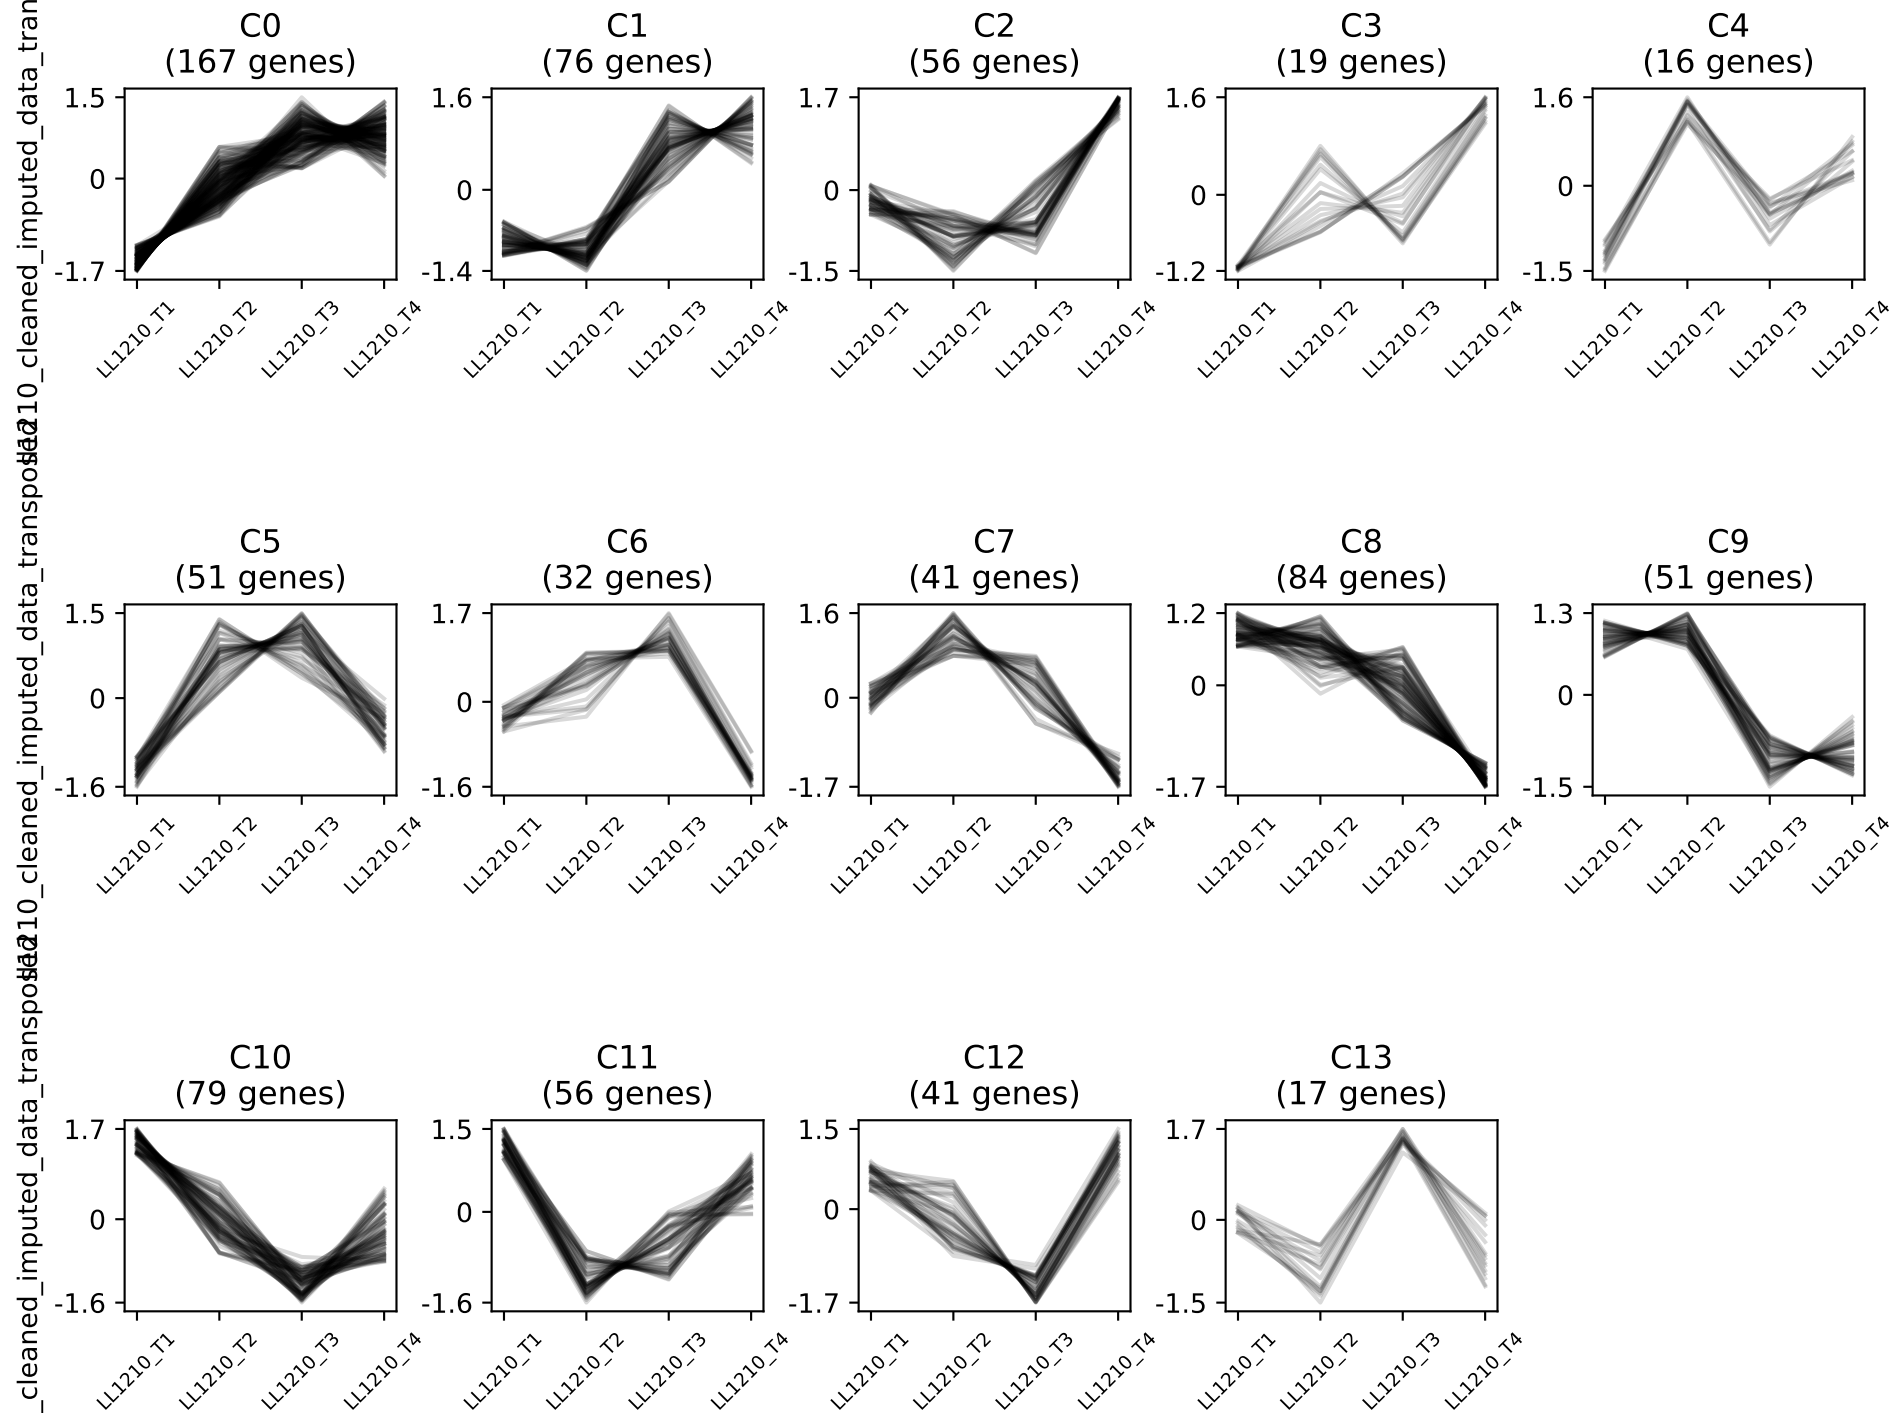 C0
(167 genes)
1.5
0
-1.7
LL1210_T1
LL1210_T2
LL1210_T3
LL1210_T4
C1
(76 genes)
1.6
0
-1.4
LL1210_T1
LL1210_T2
LL1210_T3
LL1210_T4
C2
(56 genes)
1.7
0
-1.5
LL1210_T1
LL1210_T2
LL1210_T3
LL1210_T4
C3
(19 genes)
1.6
0
-1.2
LL1210_T1
LL1210_T2
LL1210_T3
LL1210_T4
C4
(16 genes)
1.6
0
-1.5
LL1210_T1
LL1210_T2
LL1210_T3
LL1210_T4
C5
(51 genes)
1.5
0
-1.6
LL1210_T1
LL1210_T2
LL1210_T3
LL1210_T4
C6
(32 genes)
1.7
0
-1.6
LL1210_T1
LL1210_T2
LL1210_T3
LL1210_T4
C7
(41 genes)
1.6
0
-1.7
LL1210_T1
LL1210_T2
LL1210_T3
LL1210_T4
C8
(84 genes)
1.2
0
-1.7
LL1210_T1
LL1210_T2
LL1210_T3
LL1210_T4
C9
(51 genes)
1.3
0
-1.5
LL1210_T1
LL1210_T2
LL1210_T3
LL1210_T4
C10
(79 genes)
1.7
0
-1.6
LL1210_T1
LL1210_T2
LL1210_T3
LL1210_T4
C11
(56 genes)
1.5
0
-1.6
LL1210_T1
LL1210_T2
LL1210_T3
LL1210_T4
C12
(41 genes)
1.5
0
-1.7
LL1210_T1
LL1210_T2
LL1210_T3
LL1210_T4
C13
(17 genes)
1.7
0
-1.5
LL1210_T1
LL1210_T2
LL1210_T3
LL1210_T4